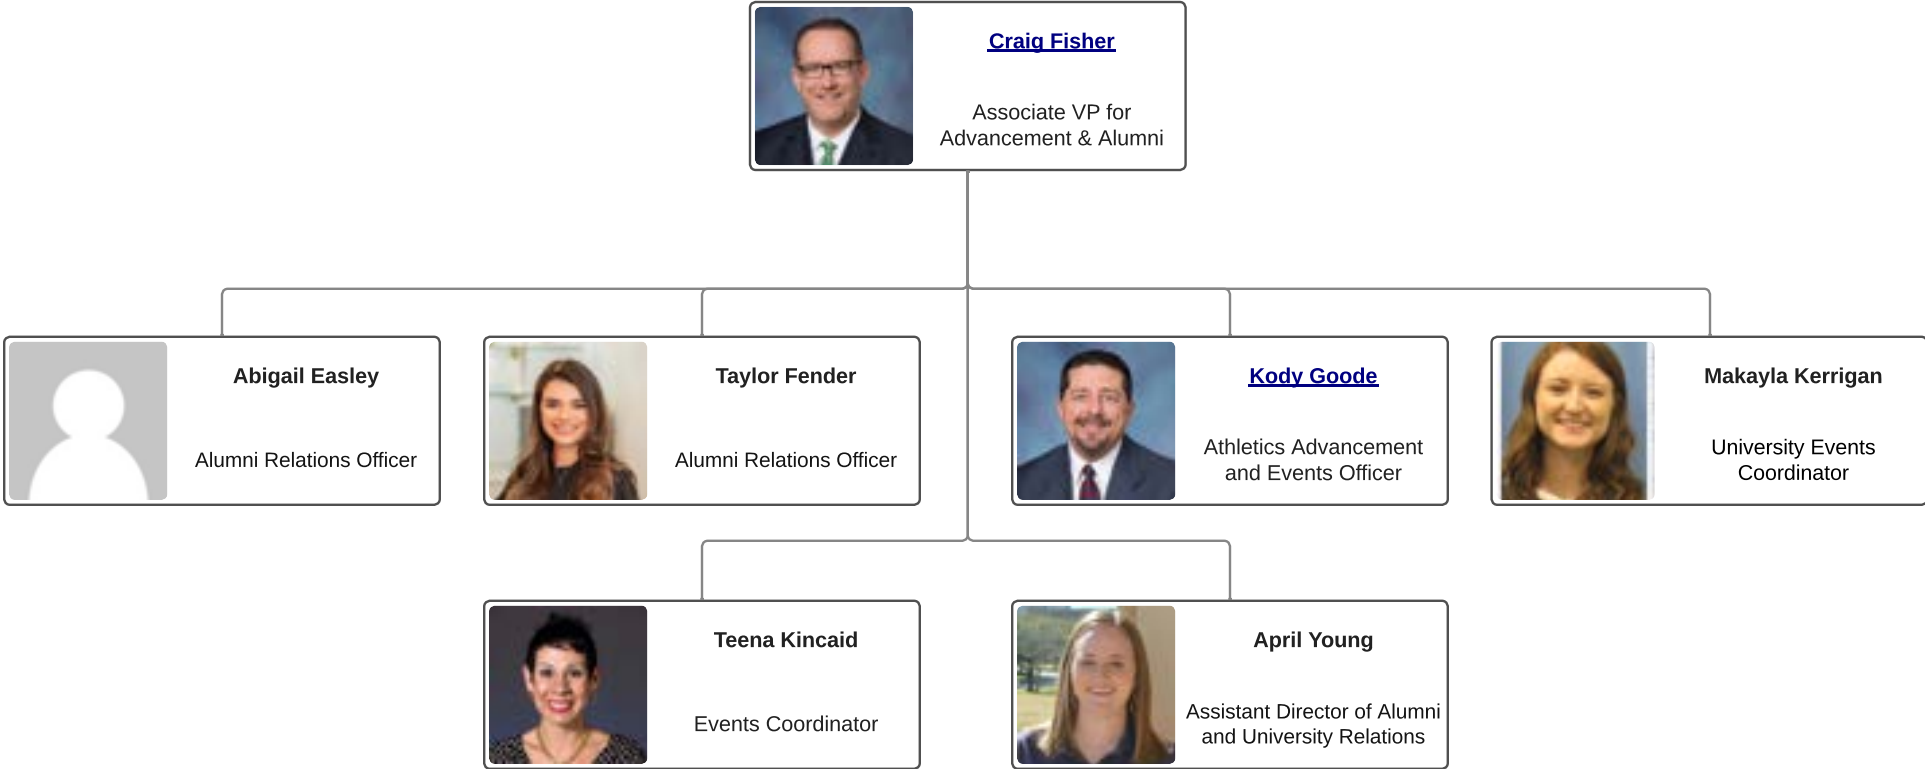 Craig Fisher
Associate VP for
Advancement & Alumni
Abigail Easley
Alumni Relations Officer
Taylor Fender
Alumni Relations Officer
Kody Goode
Athletics Advancement
and Events Officer
Makayla Kerrigan
University Events
Coordinator
Teena Kincaid
Events Coordinator
April Young
Assistant Director of Alumni
and University Relations